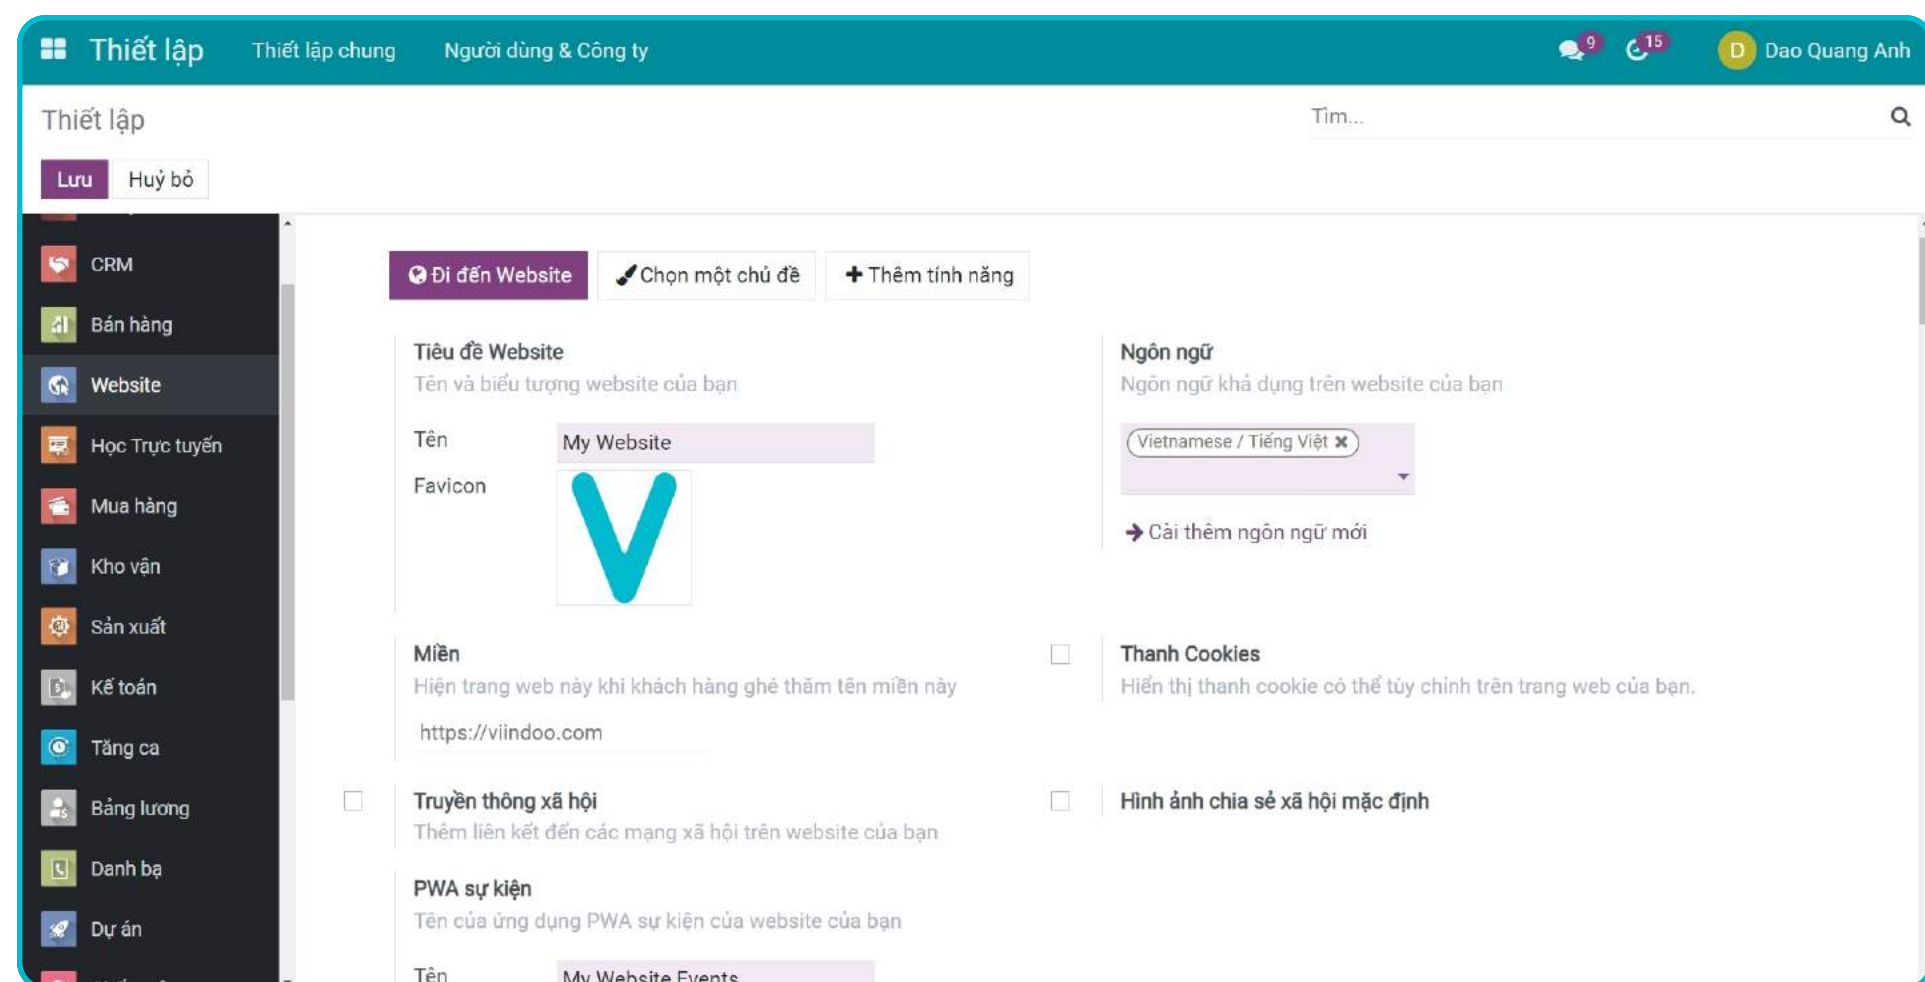 Thiết lập Thiết lập chung Người dùng & Công ty 9 15 D Dao Quang Anh
Thiết lập Tìm...
Lưu Huỷ bỏ
CRM
Bán hàng
Website
Học Trực tuyến
Mua hàng
Kho vận
Sản xuất
Kế toán
Tăng ca
Bảng lương
Danh bạ
Dự án
Đi đến Website Chọn một chủ đề Thêm tính năng
Tiêu đề Website
Tên và biểu tượng website của bạn
Tên My Website
Favicon
Ngôn ngữ
Ngôn ngữ khả dụng trên website của bạn
Vietnamese / Tiếng Việt
Cài thêm ngôn ngữ mới
Miền
Hiện trang web này khi khách hàng ghé thăm tên miền này
https://viindoo.com
Thanh Cookies
Hiển thị thanh cookie có thể tùy chỉnh trên trang web của bạn.
Truyền thông xã hội
Thêm liên kết đến các mạng xã hội trên website của bạn
Hình ảnh chia sẻ xã hội mặc định
PWA sự kiện
Tên của ứng dụng PWA sự kiện của website của bạn
Tên My Website Events